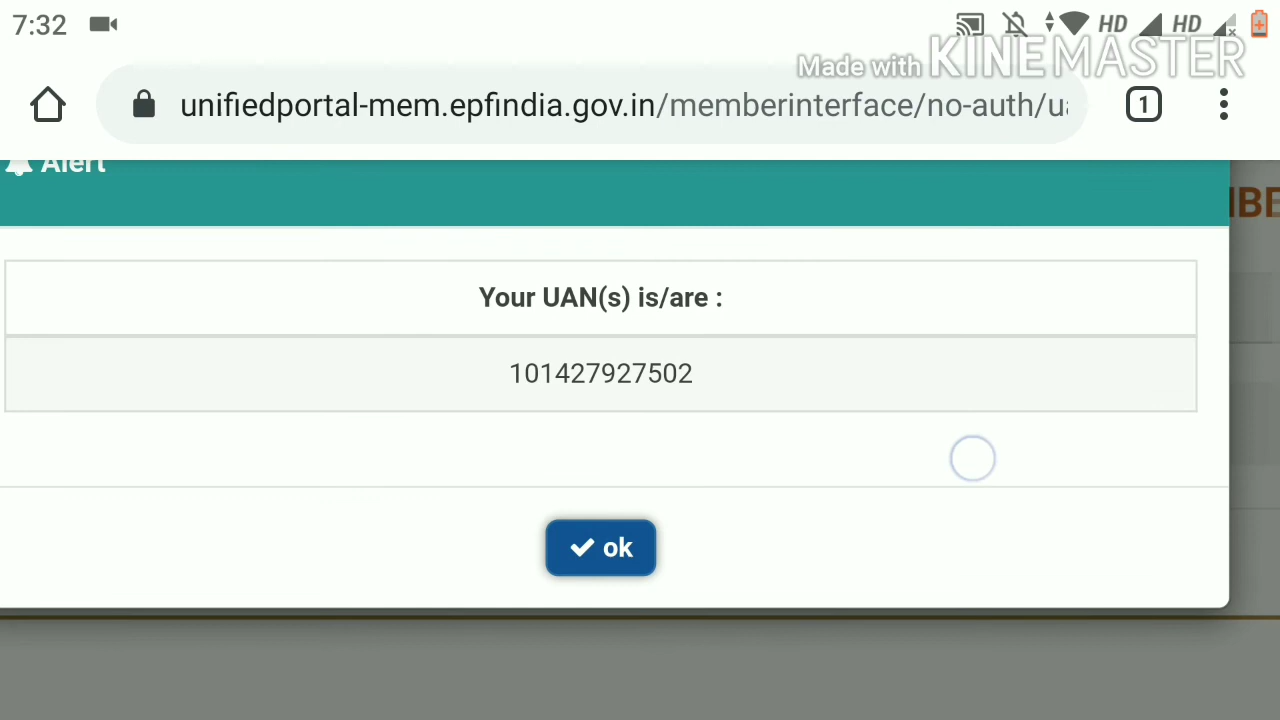 7:32
HD HD
Made with KINEMASTER
unifiedportal-mem.epfindia.gov.in/memberinterface/no-auth/ua
1
Alert
Your UAN(s) is/are :
101427927502
ok